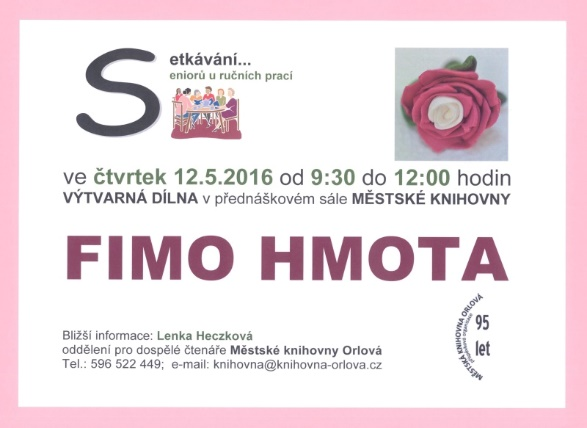 Setkávání...
seniorů u ručních prací
ve čtvrtek 12.5.2016 od 9:30 do 12:00 hodin
VÝTVARNÁ DÍLNA v přednáškovém sále MĚSTSKÉ KNIHOVNY
FIMO HMOTA
Bližší informace: Lenka Heczková
oddělení pro dospělé čtenáře Městské knihovny Orlová
Tel.: 596 522 449; e-mail: knihovna@knihovna-orlova.cz
MĚSTSKÁ KNIHOVNA ORLOVÁ
příspěvková organizace
95
let